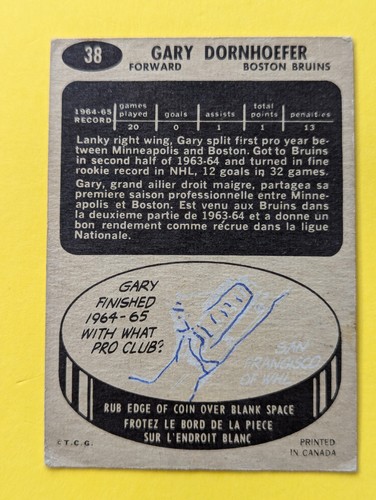 38
GARY DORNHOEFER
FORWARD BOSTON BRUINS
1964-65 RECORD games played goals assists total points penalties
20 0 1 1 13
Lanky right wing, Gary split first pro year be-
tween Minneapolis and Boston. Got to Bruins
in second half of 1963-64 and turned in fine
rookie record in NHL, 12 goals in 32 games.
Gary, grand ailier droit maigre, partagea sa
premiere saison professionnelle entre Minne-
apolis et Boston. Est venu aux Bruins dans
la deuxieme partie de 1963-64 et a donne un
bon rendement comme recrue dans la ligue
Nationale.
GARY
FINISHED
1964-65
WITH WHAT
PRO CLUB?
SAN
FRANCISCO
OF WHL
RUB EDGE OF COIN OVER BLANK SPACE
FROTEZ LE BORD DE LA PIECE
SUR L'ENDROIT BLANC
© T.C.G.
PRINTED
IN CANADA